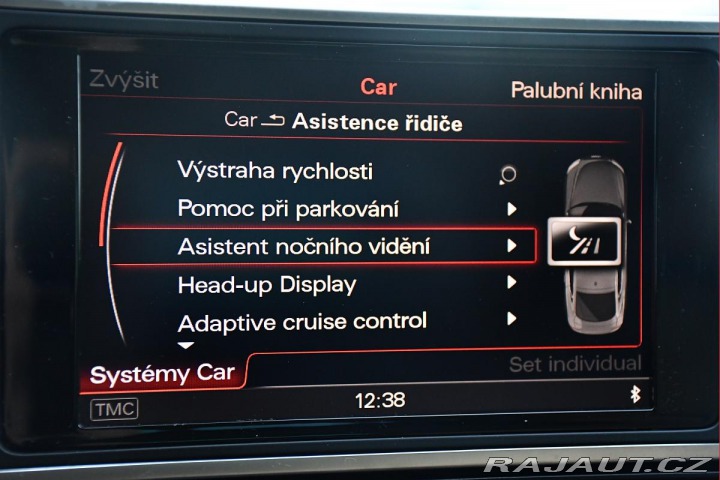 Zvýšit Car Palubní kniha
Car Asistence řidiče
Výstraha rychlosti
Pomoc při parkování
Asistent nočního vidění
Head-up Display
Adaptive cruise control
Systémy Car Set individual
TMC 12:38
RAJAUT.CZ